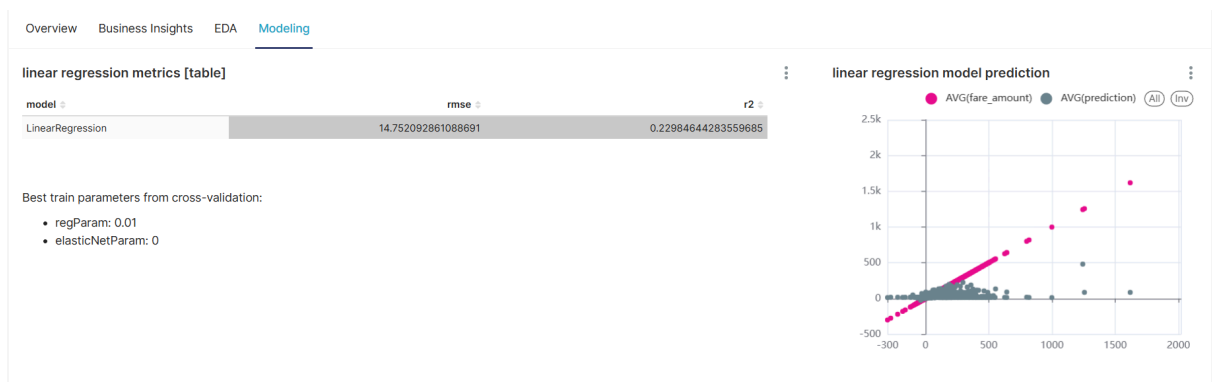 Overview Business Insights EDA Modeling
linear regression metrics [table]
model rmse r2
LinearRegression 14.752092861088691 0.22984644283559685
Best train parameters from cross-validation:
• regParam: 0.01
• elasticNetParam: 0
linear regression model prediction
AVG(fare_amount) AVG(prediction) All Inv
2.5k
2k
1.5k
1k
500
0
-500
-300 0 500 1000 1500 2000